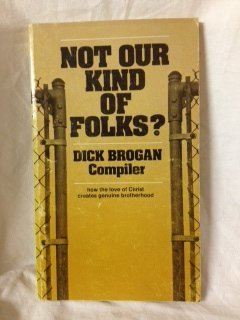 NOT OUR
KIND
OF
FOLKS?
DICK BROGAN
Compiler
how the love of Christ
creates genuine brotherhood